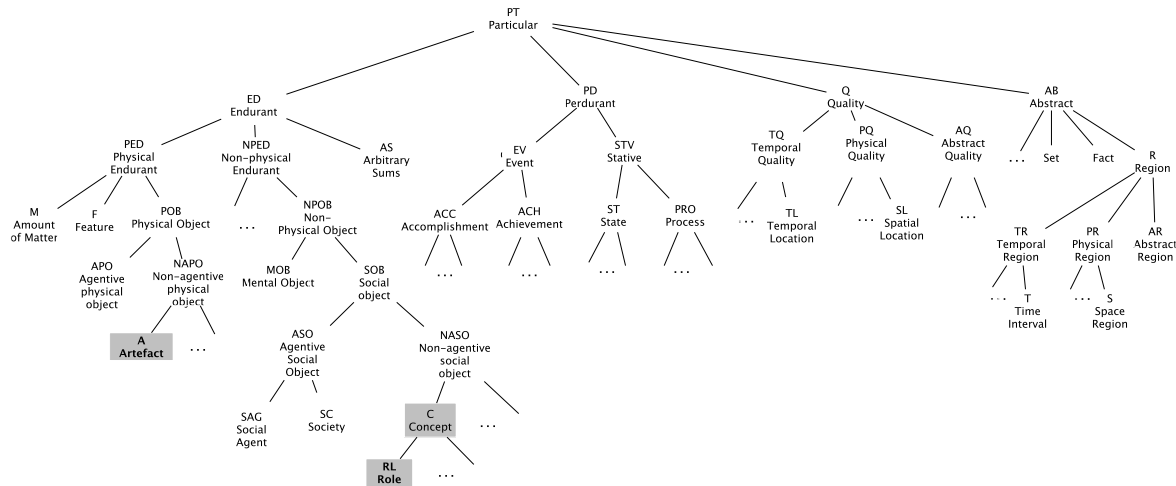 PT
Particular
ED
Endurant
PD
Perdurant
Q
Quality
AB
Abstract
PED
Physical
Endurant
NPED
Non-physical
Endurant
AS
Arbitrary
Sums
EV
Event
STV
Stative
TQ
Temporal
Quality
PQ
Physical
Quality
AQ
Abstract
Quality
...
Set
Fact
R
Region
M
Amount
of Matter
F
Feature
POB
Physical Object
...
NPOB
Non-
Physical Object
ACC
Accomplishment
ACH
Achievement
ST
State
PRO
Process
...
TL
Temporal
Location
...
SL
Spatial
Location
...
TR
Temporal
Region
PR
Physical
Region
AR
Abstract
Region
APO
Agentive
physical
object
NAPO
Non-agentive
physical
object
MOB
Mental Object
SOB
Social
object
...
...
...
...
...
T
Time
Interval
...
S
Space
Region
A
Artefact
...
ASO
Agentive
Social
Object
NASO
Non-agentive
social
object
SAG
Social
Agent
SC
Society
C
Concept
...
RL
Role
...